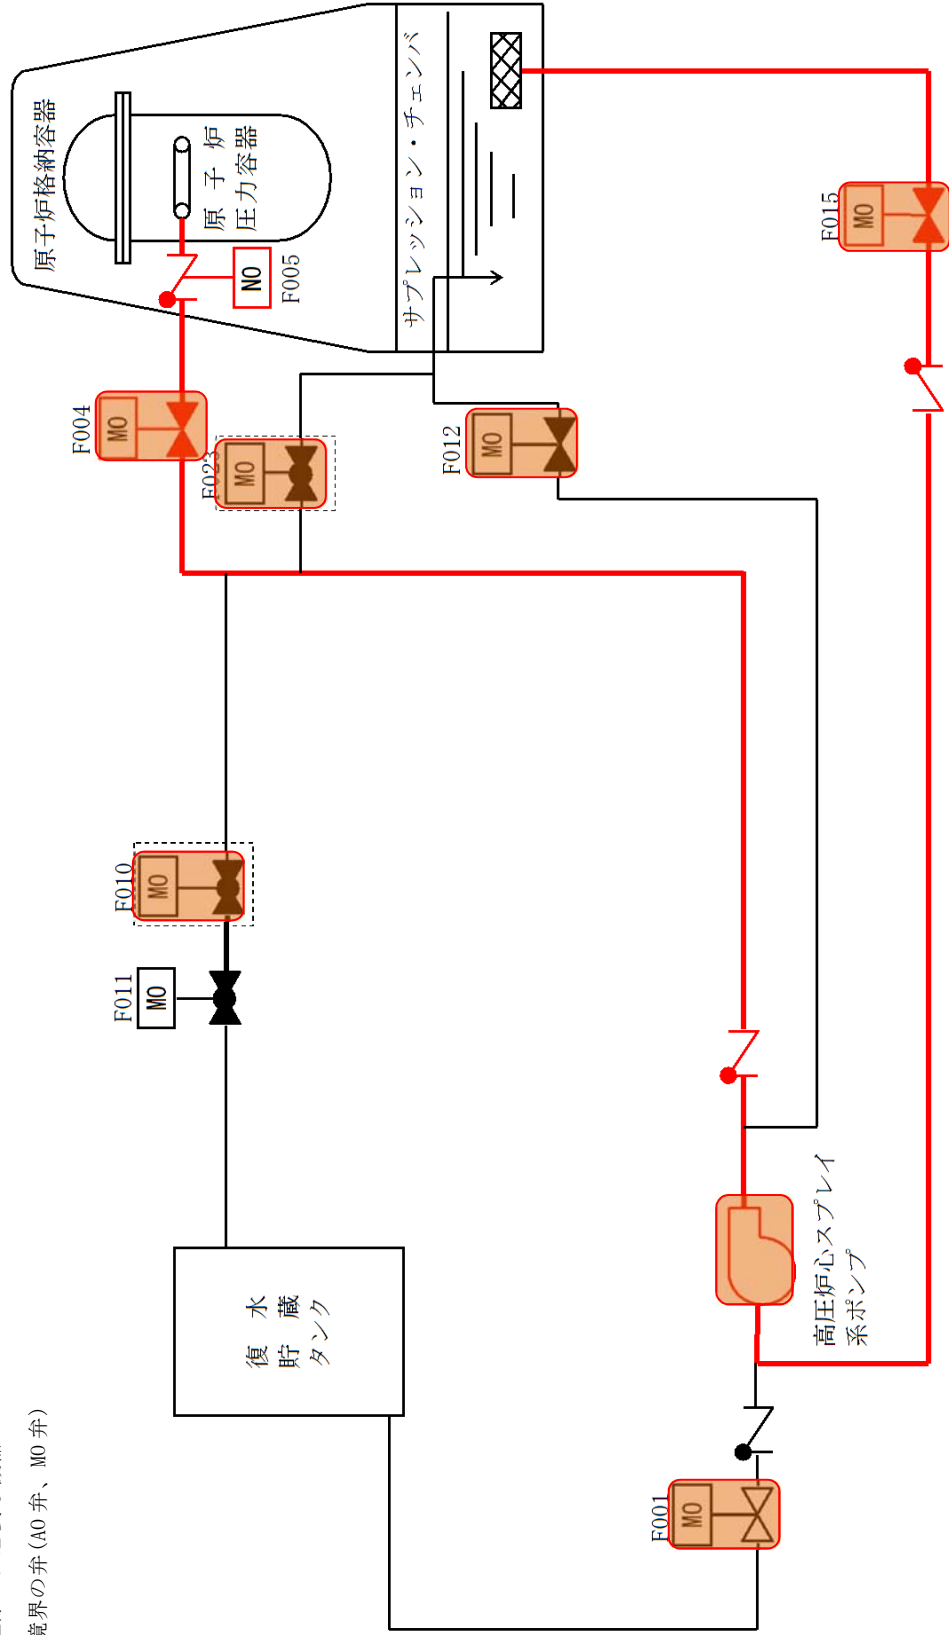 境界の弁(AO弁、MO弁)
原子炉格納容器
原子炉
圧力容器
サプレッション・チェンバ
NO
F005
F004
MO
F023
MO
F012
MO
F015
MO
F010
MO
F011
MO
復水
貯蔵
タンク
高圧炉心スプレイ
系ポンプ
F001
MO